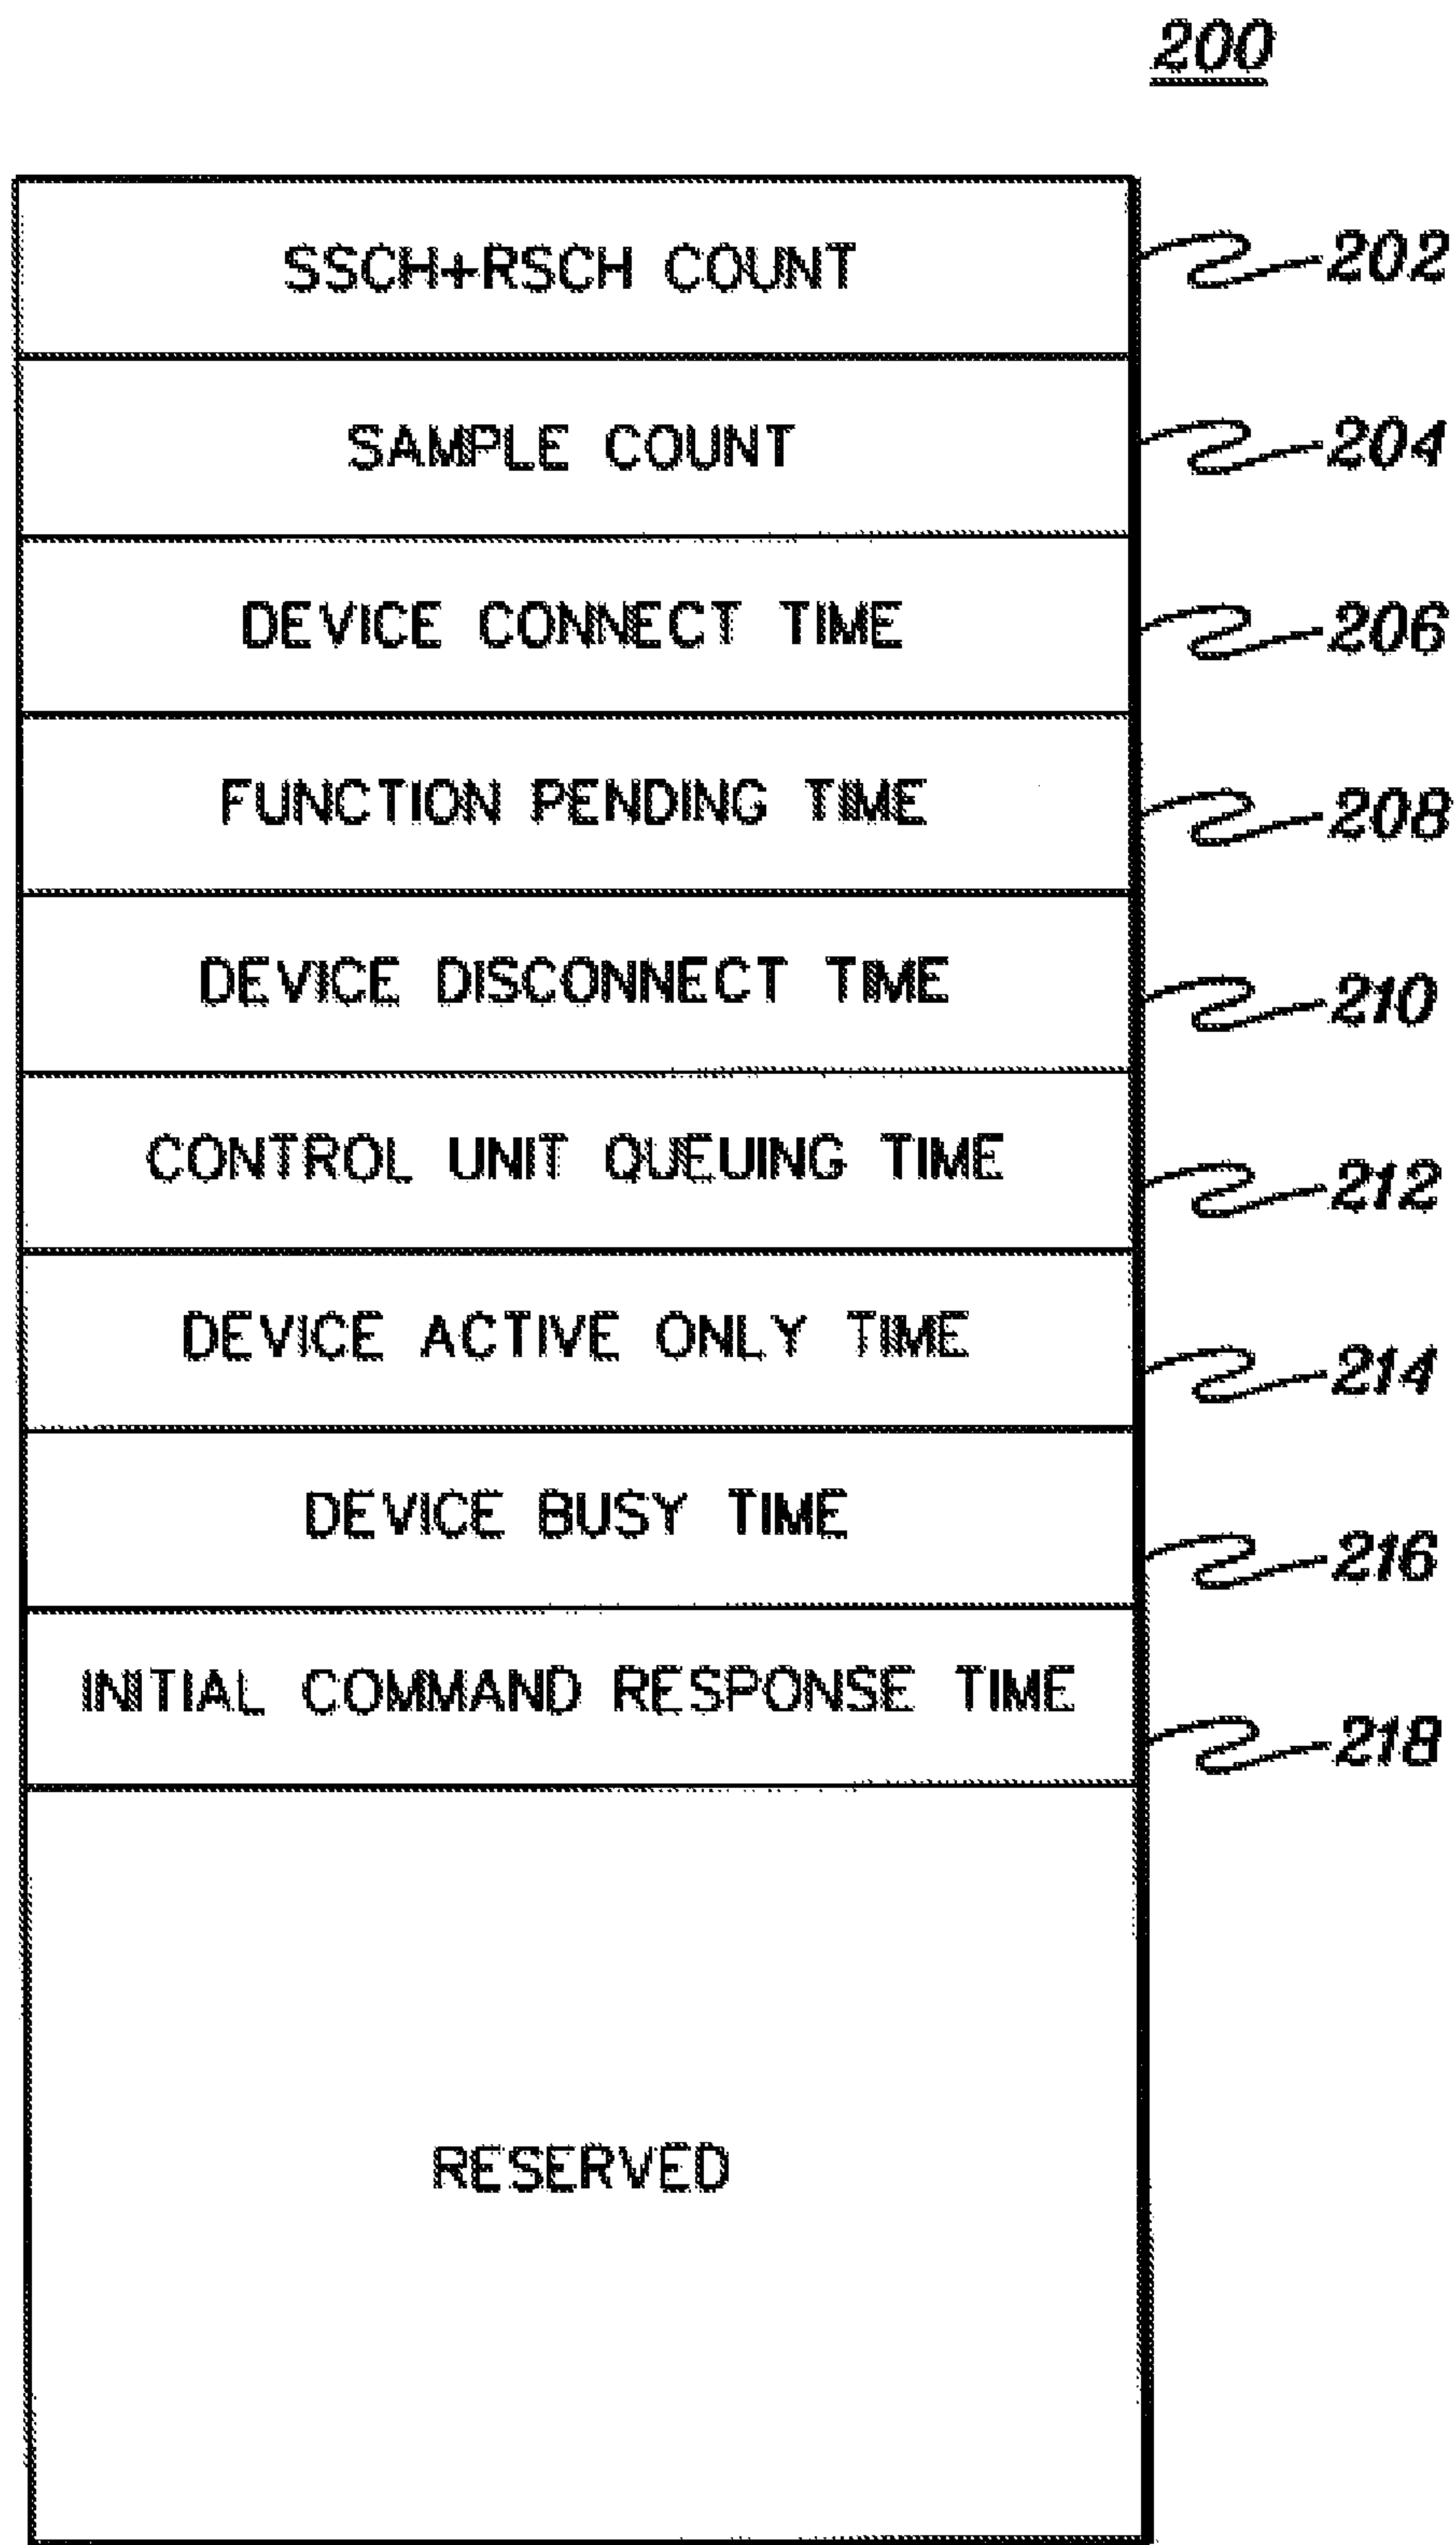 200
SSCH+RSCH COUNT 202
SAMPLE COUNT 204
DEVICE CONNECT TIME 206
FUNCTION PENDING TIME 208
DEVICE DISCONNECT TIME 210
CONTROL UNIT QUEUING TIME 212
DEVICE ACTIVE ONLY TIME 214
DEVICE BUSY TIME 216
INITIAL COMMAND RESPONSE TIME 218
RESERVED